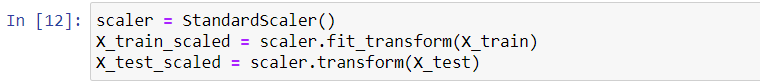 In [12]: scaler = StandardScaler()
X_train_scaled = scaler.fit_transform(X_train)
X_test_scaled = scaler.transform(X_test)